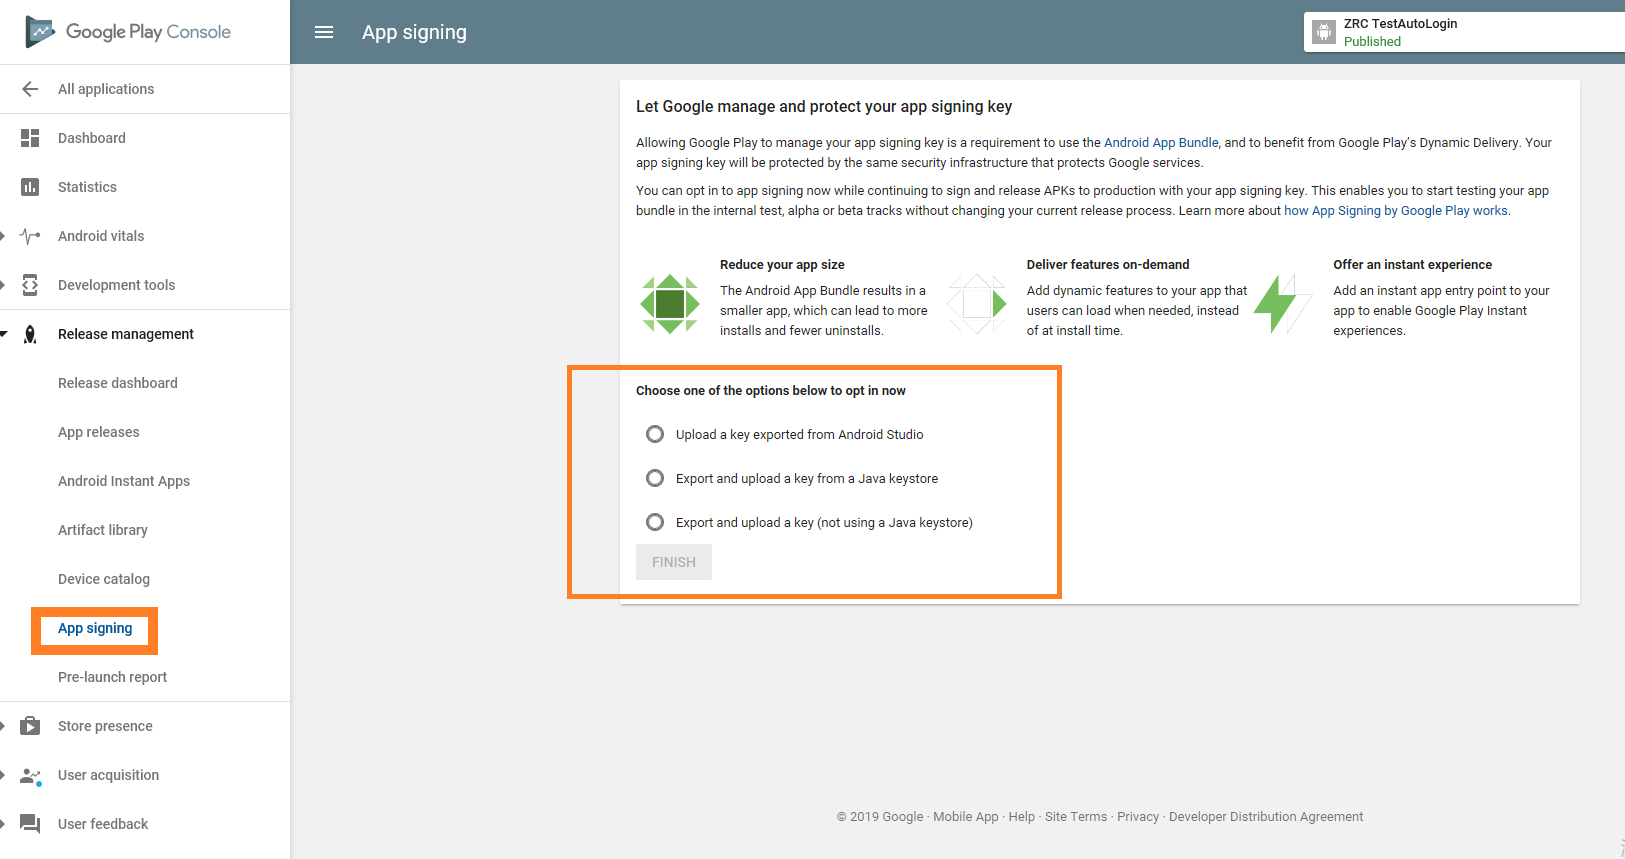 Google Play Console
All applications
Dashboard
Statistics
Android vitals
Development tools
Release management
Release dashboard
App releases
Android Instant Apps
Artifact library
Device catalog
App signing
Pre-launch report
Store presence
User acquisition
User feedback
App signing
ZRC TestAutoLogin
Published
Let Google manage and protect your app signing key
Allowing Google Play to manage your app signing key is a requirement to use the Android App Bundle, and to benefit from Google Play’s Dynamic Delivery. Your
app signing key will be protected by the same security infrastructure that protects Google services.
You can opt in to app signing now while continuing to sign and release APKs to production with your app signing key. This enables you to start testing your app
bundle in the internal test, alpha or beta tracks without changing your current release process. Learn more about how App Signing by Google Play works.
Reduce your app size
The Android App Bundle results in a
smaller app, which can lead to more
installs and fewer uninstalls.
Deliver features on-demand
Add dynamic features to your app that
users can load when needed, instead
of at install time.
Offer an instant experience
Add an instant app entry point to your
app to enable Google Play Instant
experiences.
Choose one of the options below to opt in now
Upload a key exported from Android Studio
Export and upload a key from a Java keystore
Export and upload a key (not using a Java keystore)
FINISH
© 2019 Google · Mobile App · Help · Site Terms · Privacy · Developer Distribution Agreement